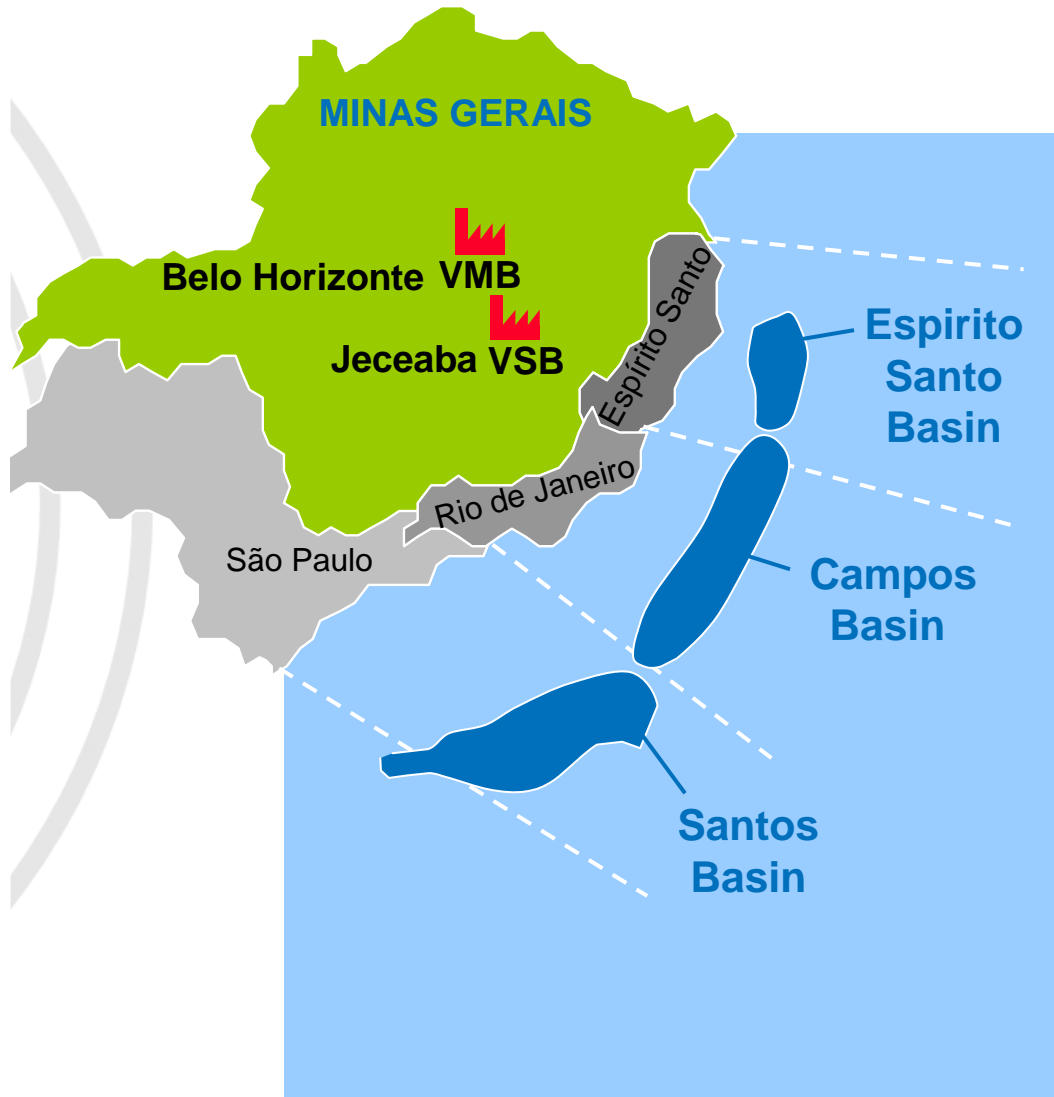 MINAS GERAIS
Belo Horizonte VMB
Jeceaba VSB
Espírito Santo
Rio de Janeiro
São Paulo
Espirito
Santo
Basin
Campos
Basin
Santos
Basin